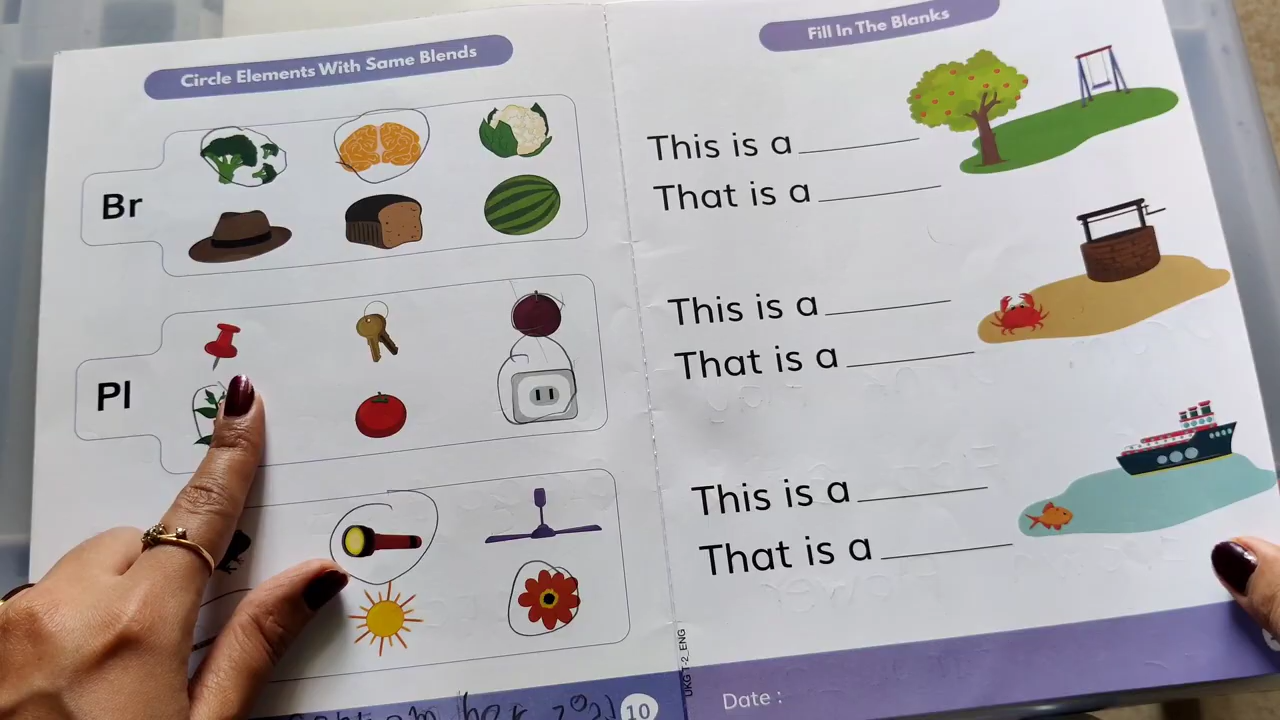 Circle Elements With Same Blends
Br
Pl
10
Fill In The Blanks
This is a
That is a
This is a
That is a
This is a
That is a
UKG T-2_ENG
Date :